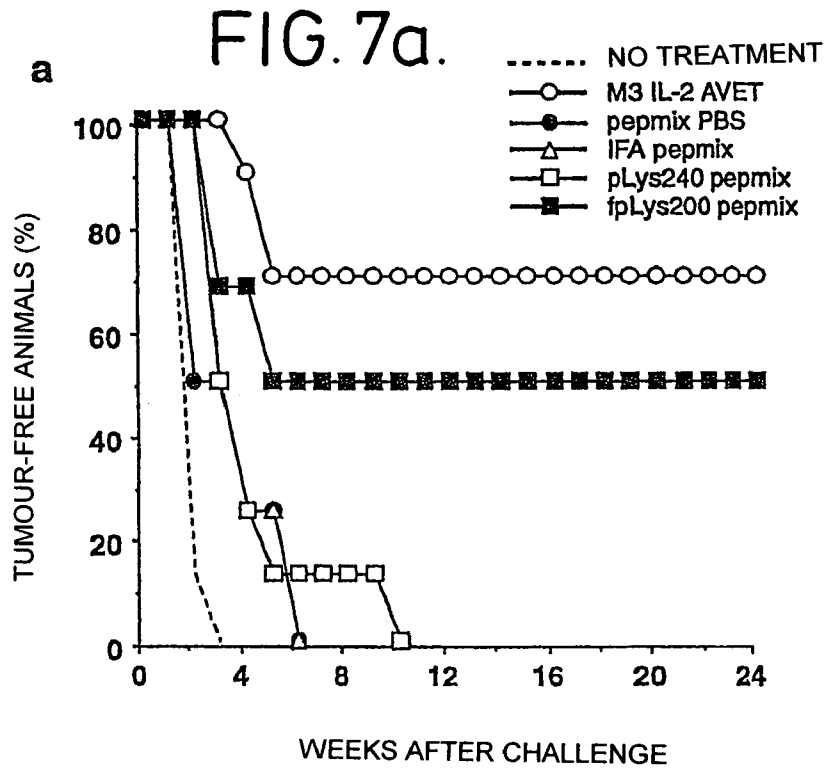 FIG. 7a.
a
NO TREATMENT
M3 IL-2 AVET
pepmix PBS
IFA pepmix
pLys240 pepmix
fpLys200 pepmix
TUMOUR-FREE ANIMALS (%)
100
80
60
40
20
0
0 4 8 12 16 20 24
WEEKS AFTER CHALLENGE